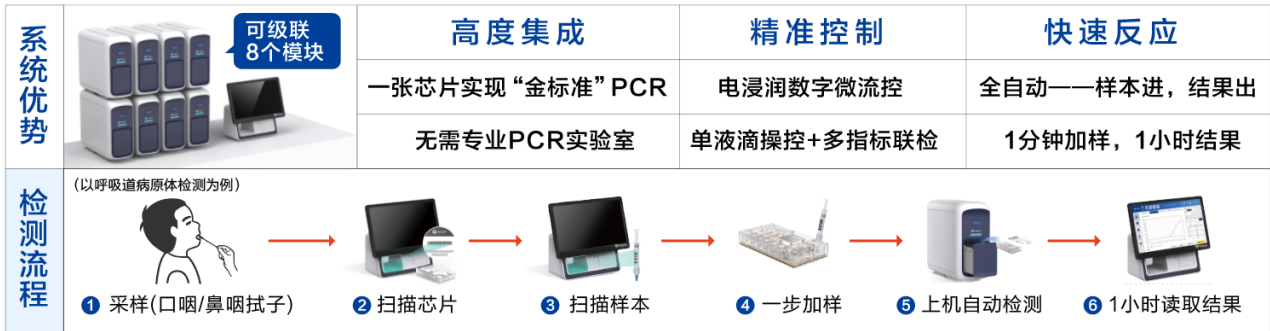 系统优势
可级联
8个模块
高度集成
精准控制
快速反应
一张芯片实现“金标准”PCR
电浸润数字微流控
全自动——样本进，结果出
无需专业PCR实验室
单液滴操控+多指标联检
1分钟加样，1小时结果
检测流程
（以呼吸道病原体检测为例）
1 采样(口咽/鼻咽拭子)
2 扫描芯片
3 扫描样本
4 一步加样
5 上机自动检测
6 1小时读取结果